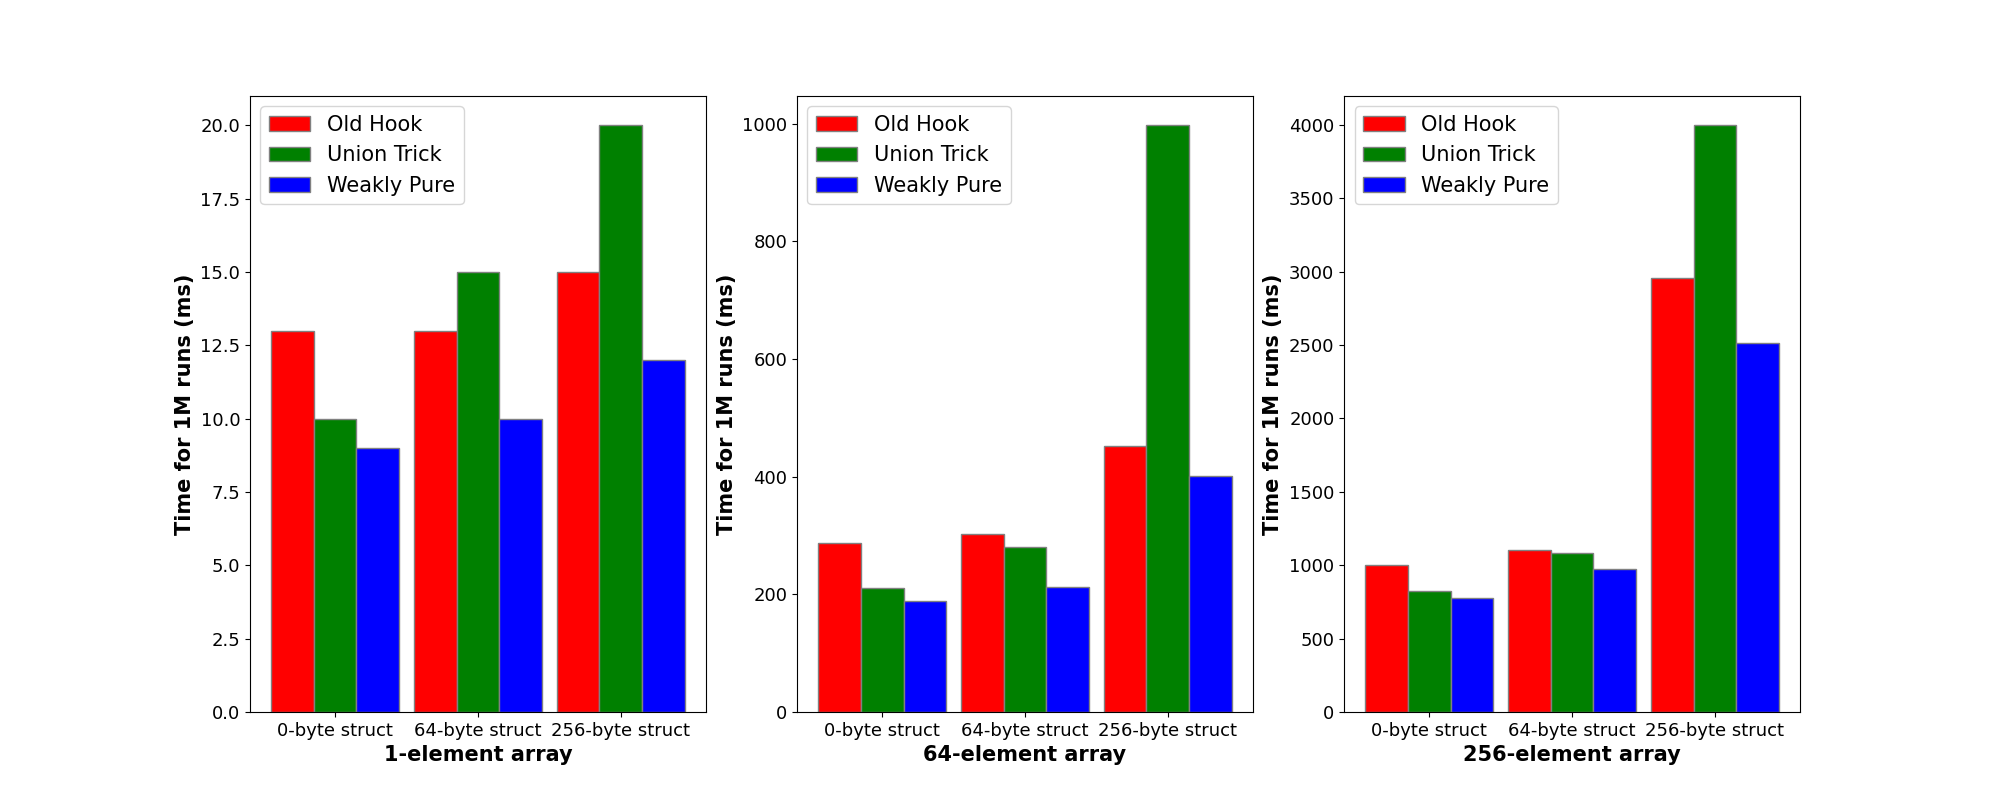 Old Hook
Union Trick
Weakly Pure
Time for 1M runs (ms)
20.0
17.5
15.0
12.5
10.0
7.5
5.0
2.5
0.0
0-byte struct
64-byte struct
256-byte struct
1-element array
Old Hook
Union Trick
Weakly Pure
Time for 1M runs (ms)
1000
800
600
400
200
0
0-byte struct
64-byte struct
256-byte struct
64-element array
Old Hook
Union Trick
Weakly Pure
Time for 1M runs (ms)
4000
3500
3000
2500
2000
1500
1000
500
0
0-byte struct
64-byte struct
256-byte struct
256-element array